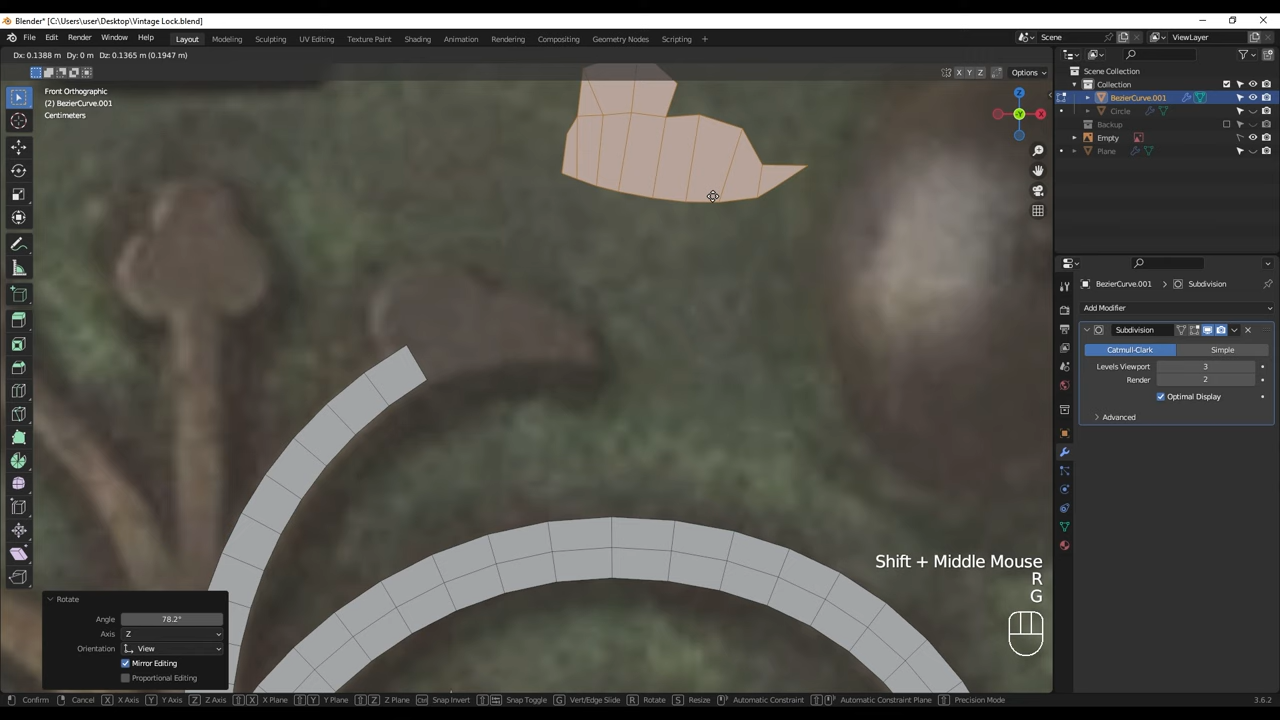 Blender* [C:\Users\user\Desktop\Vintage Lock.blend]
File Edit Render Window Help Layout Modeling Sculpting UV Editing Texture Paint Shading Animation Rendering Compositing Geometry Nodes Scripting + Scene ViewLayer
Dx: 0.1388 m Dy: 0 m Dz: 0.1365 m (0.1947 m)
X Y Z Options
Front Orthographic
(2) BezierCurve.001
Centimeters
Z
X
Y
Scene Collection
Collection
BezierCurve.001
Circle
Backup
Empty
Plane
BezierCurve.001 > Subdivision
Add Modifier
Subdivision
Catmull-Clark Simple
Levels Viewport 3
Render 2
Optimal Display
Advanced
Shift + Middle Mouse
R
G
Rotate
Angle 78.2°
Axis Z
Orientation View
Mirror Editing
Proportional Editing
Confirm Cancel X X Axis Y Y Axis Z Z Axis X X Plane Y Y Plane Z Z Plane Snap Invert Snap Toggle G Vert/Edge Slide R Rotate S Resize Automatic Constraint Automatic Constraint Plane Precision Mode 3.6.2